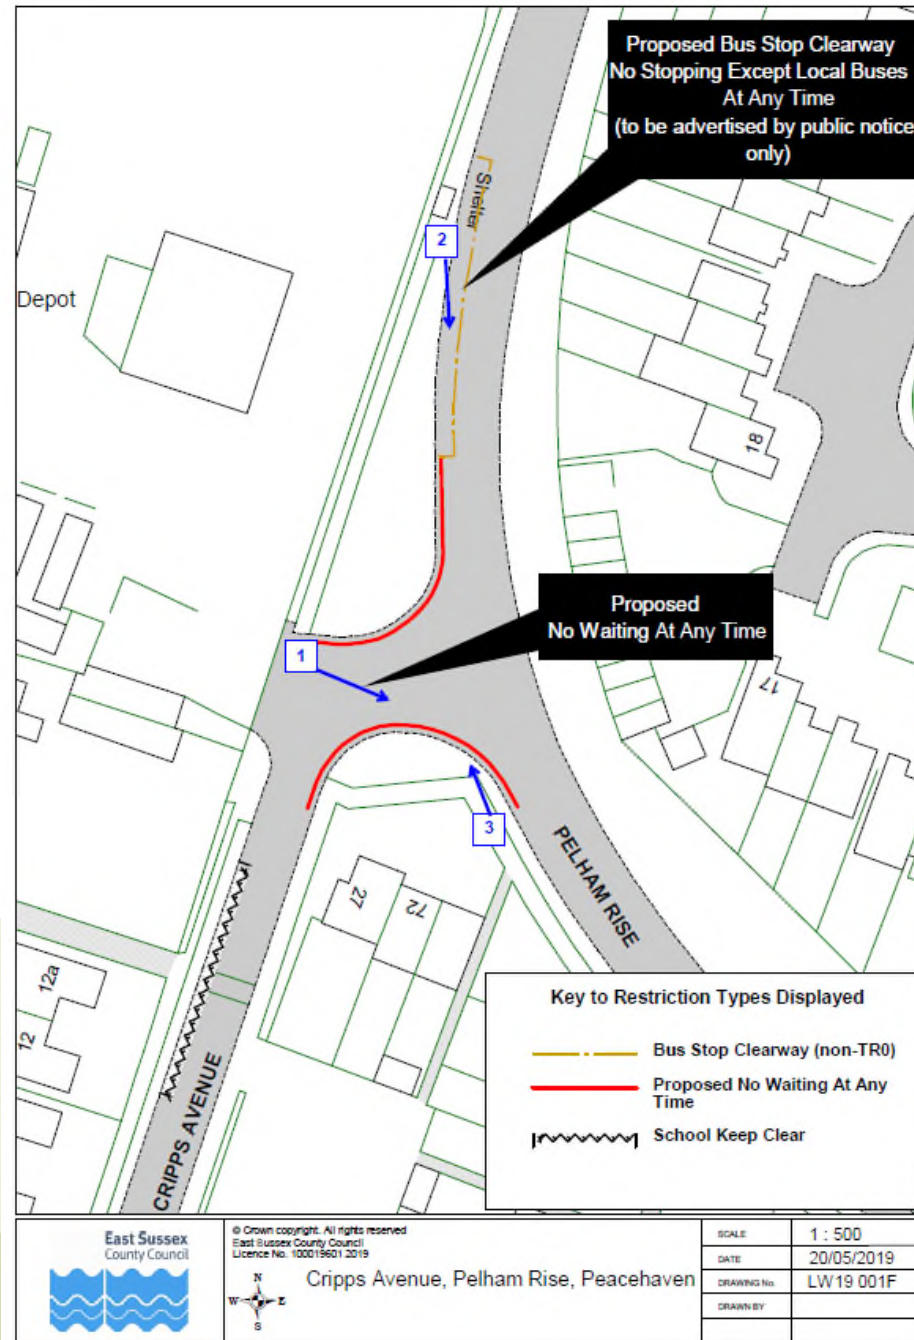 Proposed Bus Stop Clearway
No Stopping Except Local Buses
At Any Time
(to be advertised by public notice
only)
Shelter
2
Depot
18
Proposed
No Waiting At Any Time
1
17
3
PELHAM RISE
27
72
12a
12
CRIPPS AVENUE
Key to Restriction Types Displayed
Bus Stop Clearway (non-TR0)
Proposed No Waiting At Any
Time
School Keep Clear
East Sussex
County Council
© Crown copyright. All rights reserved
East Sussex County Council
Licence No. 100019601 2019
N
W E
S
Cripps Avenue, Pelham Rise, Peacehaven
SCALE 1 : 500
DATE 20/05/2019
DRAWING No. LW19 001F
DRAWN BY